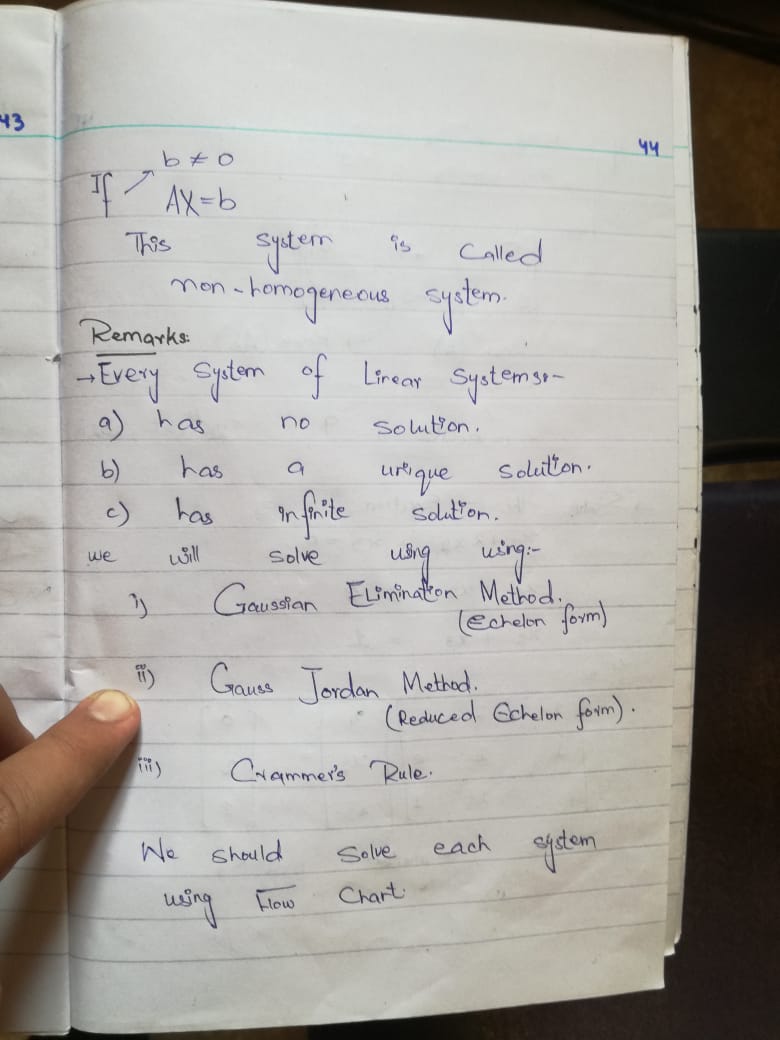 43
44
b ≠ 0
If ↗ AX=b
This system is called
non-homogeneous system.
Remarks:
→Every System of Linear Systems:-
a) has no solution.
b) has a unique solution.
c) has infinite solution.
we will solve using using:-
i) Gaussian Elimination Method.
(Echelon form)
ii) Gauss Jordan Method.
(Reduced Echelon form).
iii) Crammer's Rule.
We should solve each system
using Flow Chart.